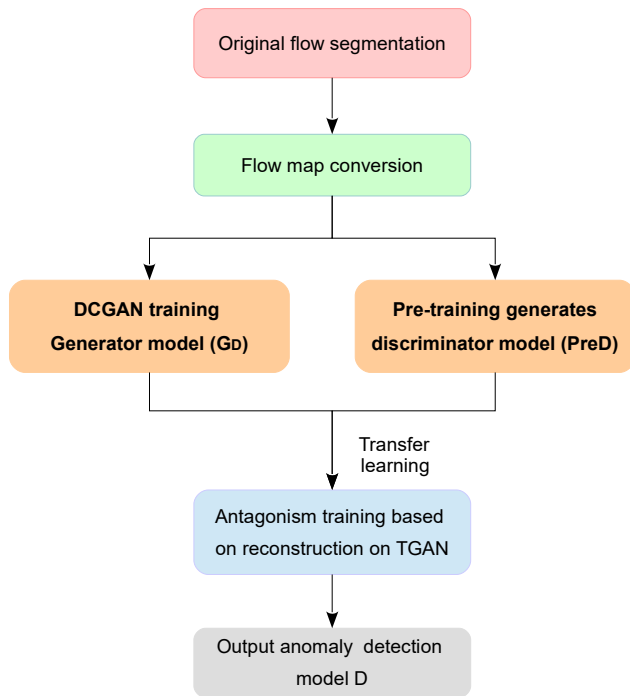 Original flow segmentation
Flow map conversion
DCGAN training
Generator model (GD)
Pre-training generates
discriminator model (PreD)
Transfer
learning
Antagonism training based
on reconstruction on TGAN
Output anomaly detection
model D